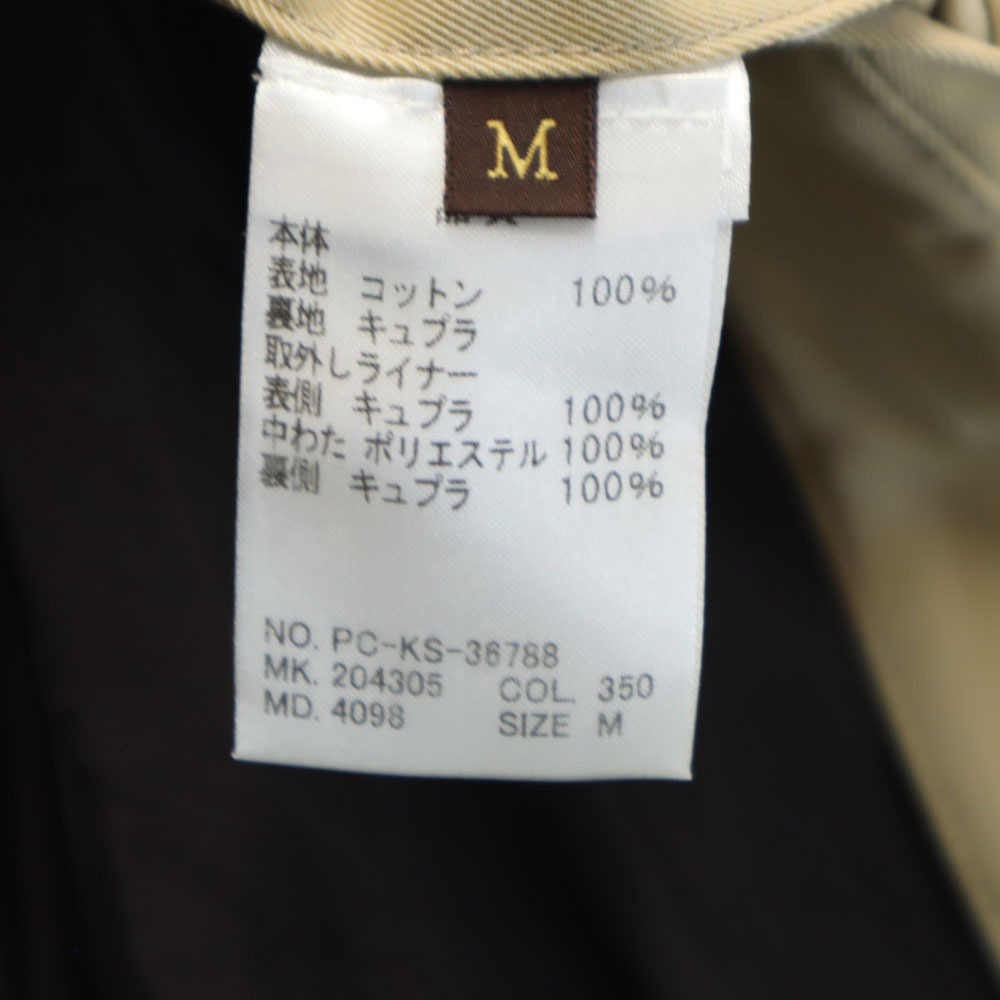 M
本体
表地 コットン 100%
裏地 キュプラ
取外しライナー
表側 キュプラ 100%
中わた ポリエステル 100%
裏側 キュプラ 100%
NO. PC-KS-36788
MK. 204305 COL. 350
MD. 4098 SIZE M